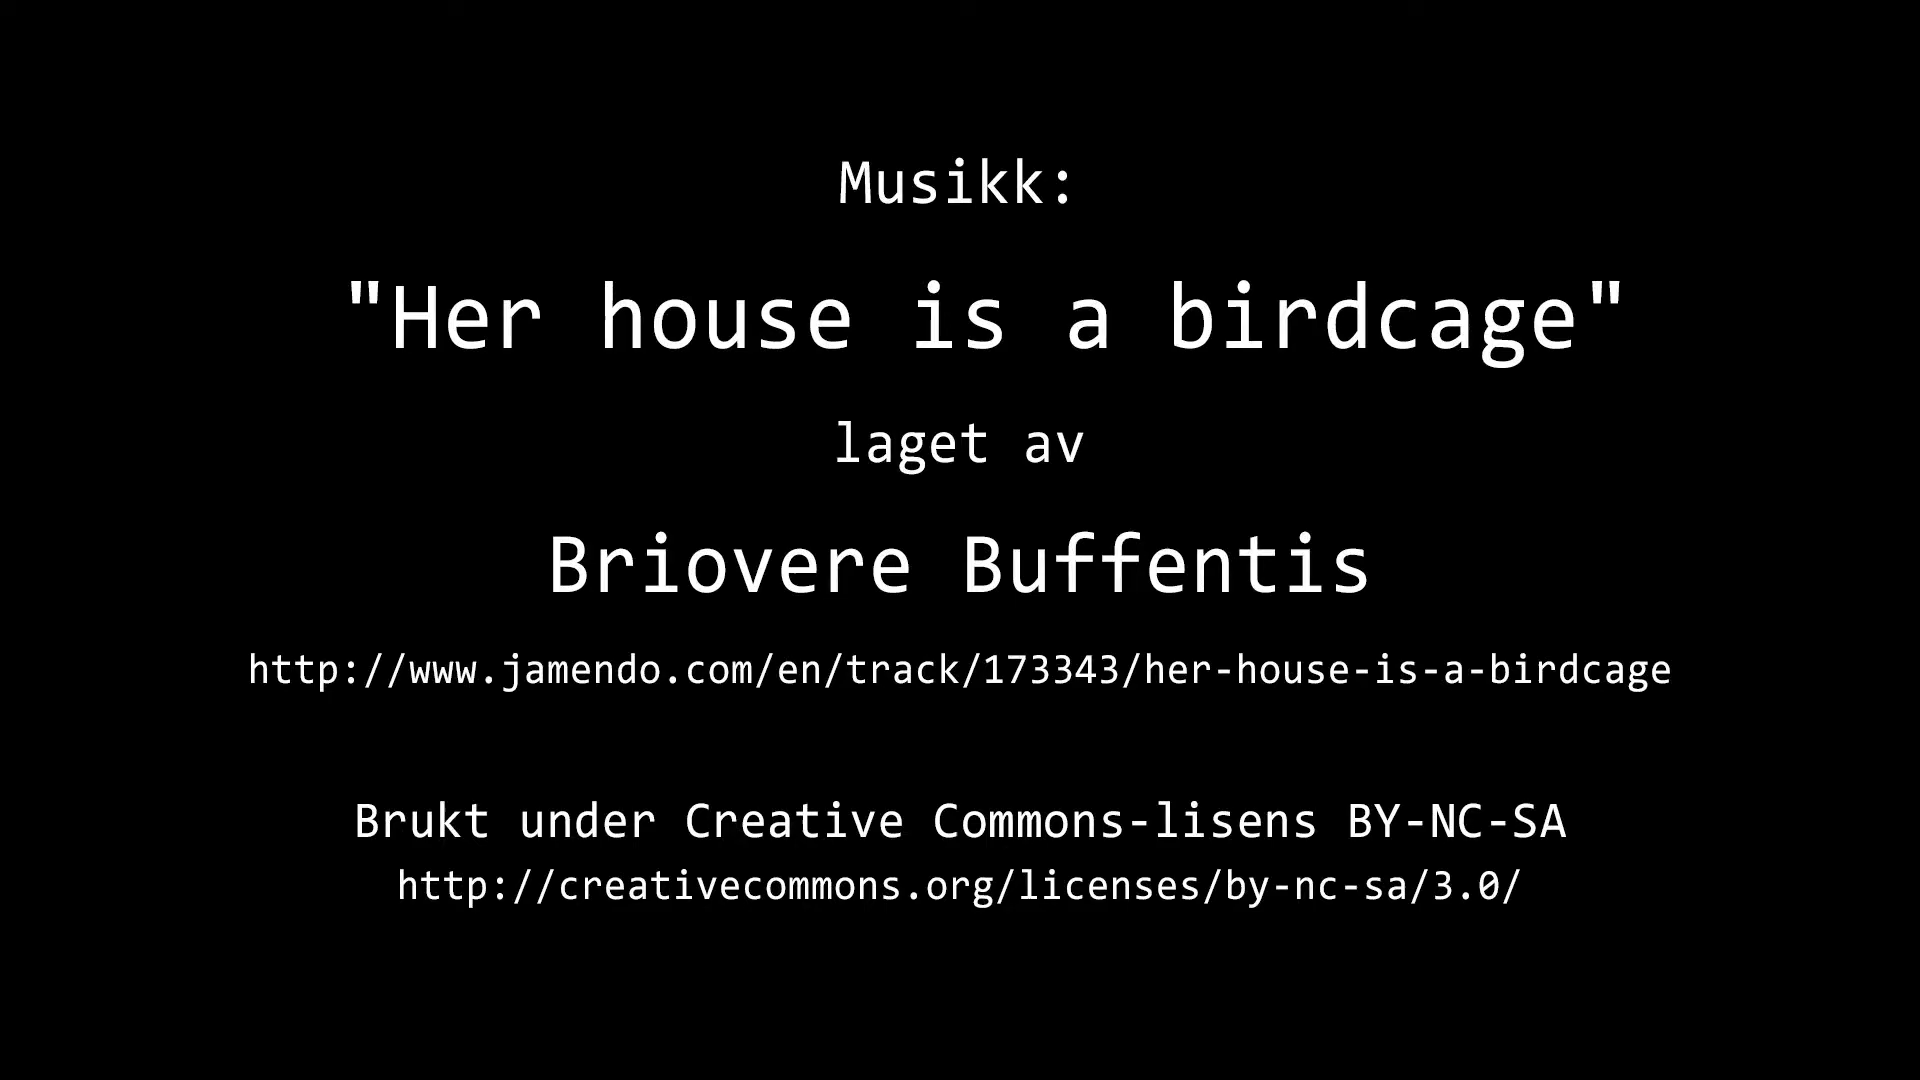 Musikk:
"Her house is a birdcage"
laget av
Briovere Buffentis
http://www.jamendo.com/en/track/173343/her-house-is-a-birdcage
Brukt under Creative Commons-lisens BY-NC-SA
http://creativecommons.org/licenses/by-nc-sa/3.0/